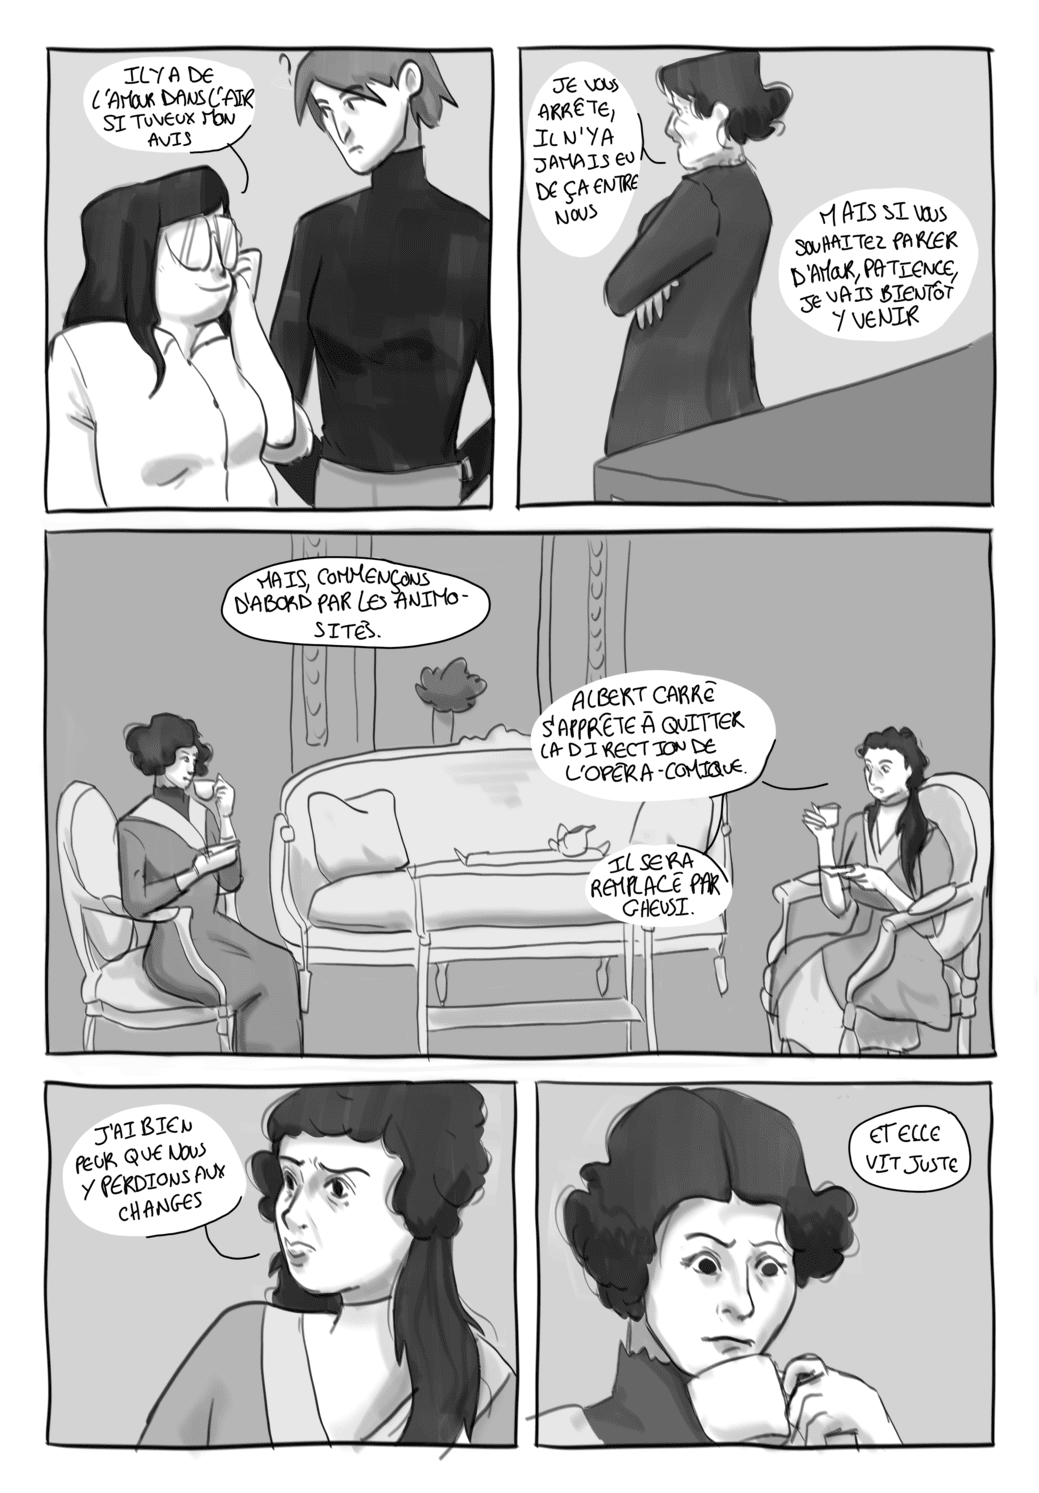 ?
IL Y A DE
L'AMOUR DANS L'AIR
SI TU VEUX MON
AVIS
JE VOUS
ARRÊTE,
IL N'Y A
JAMAIS EU
DE ÇA ENTRE
NOUS
MAIS SI VOUS
SOUHAITEZ PARLER
D'AMOUR, PATIENCE,
JE VAIS BIENTÔT
Y VENIR
MAIS, COMMENÇONS
D'ABORD PAR LES ANIMO-
SITÉS.
ALBERT CARRÉ
S'APPRÊTE À QUITTER
LA DIRECTION DE
L'OPÉRA-COMIQUE.
IL SERA
REMPLACÉ PAR
GHEUSI.
J'AI BIEN
PEUR QUE NOUS
Y PERDIONS AUX
CHANGES
ET ELLE
VIT JUSTE